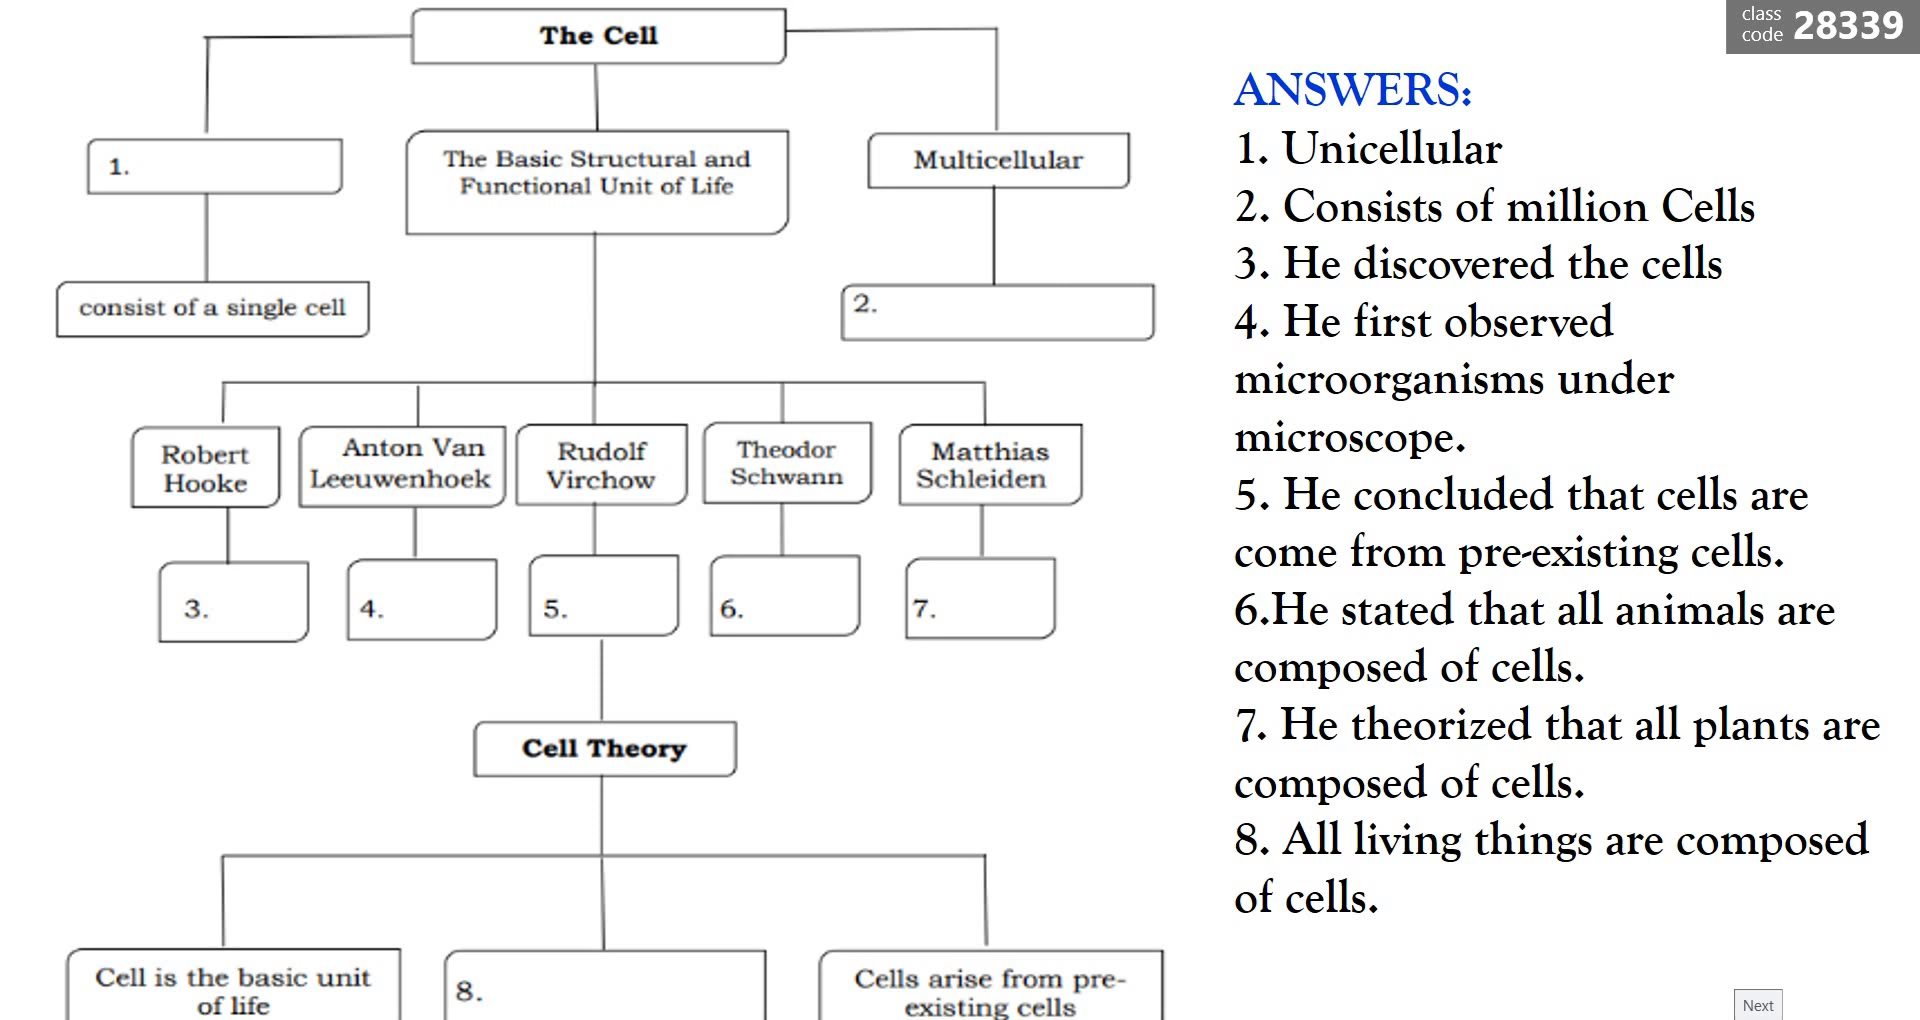 The Cell
class
code 28339
1.
The Basic Structural and
Functional Unit of Life
Multicellular
consist of a single cell
2.
Robert
Hooke
Anton Van
Leeuwenhoek
Rudolf
Virchow
Theodor
Schwann
Matthias
Schleiden
3.
4.
5.
6.
7.
Cell Theory
Cell is the basic unit
of life
8.
Cells arise from pre-
existing cells
ANSWERS:
1. Unicellular
2. Consists of million Cells
3. He discovered the cells
4. He first observed
microorganisms under
microscope.
5. He concluded that cells are
come from pre-existing cells.
6.He stated that all animals are
composed of cells.
7. He theorized that all plants are
composed of cells.
8. All living things are composed
of cells.
Next